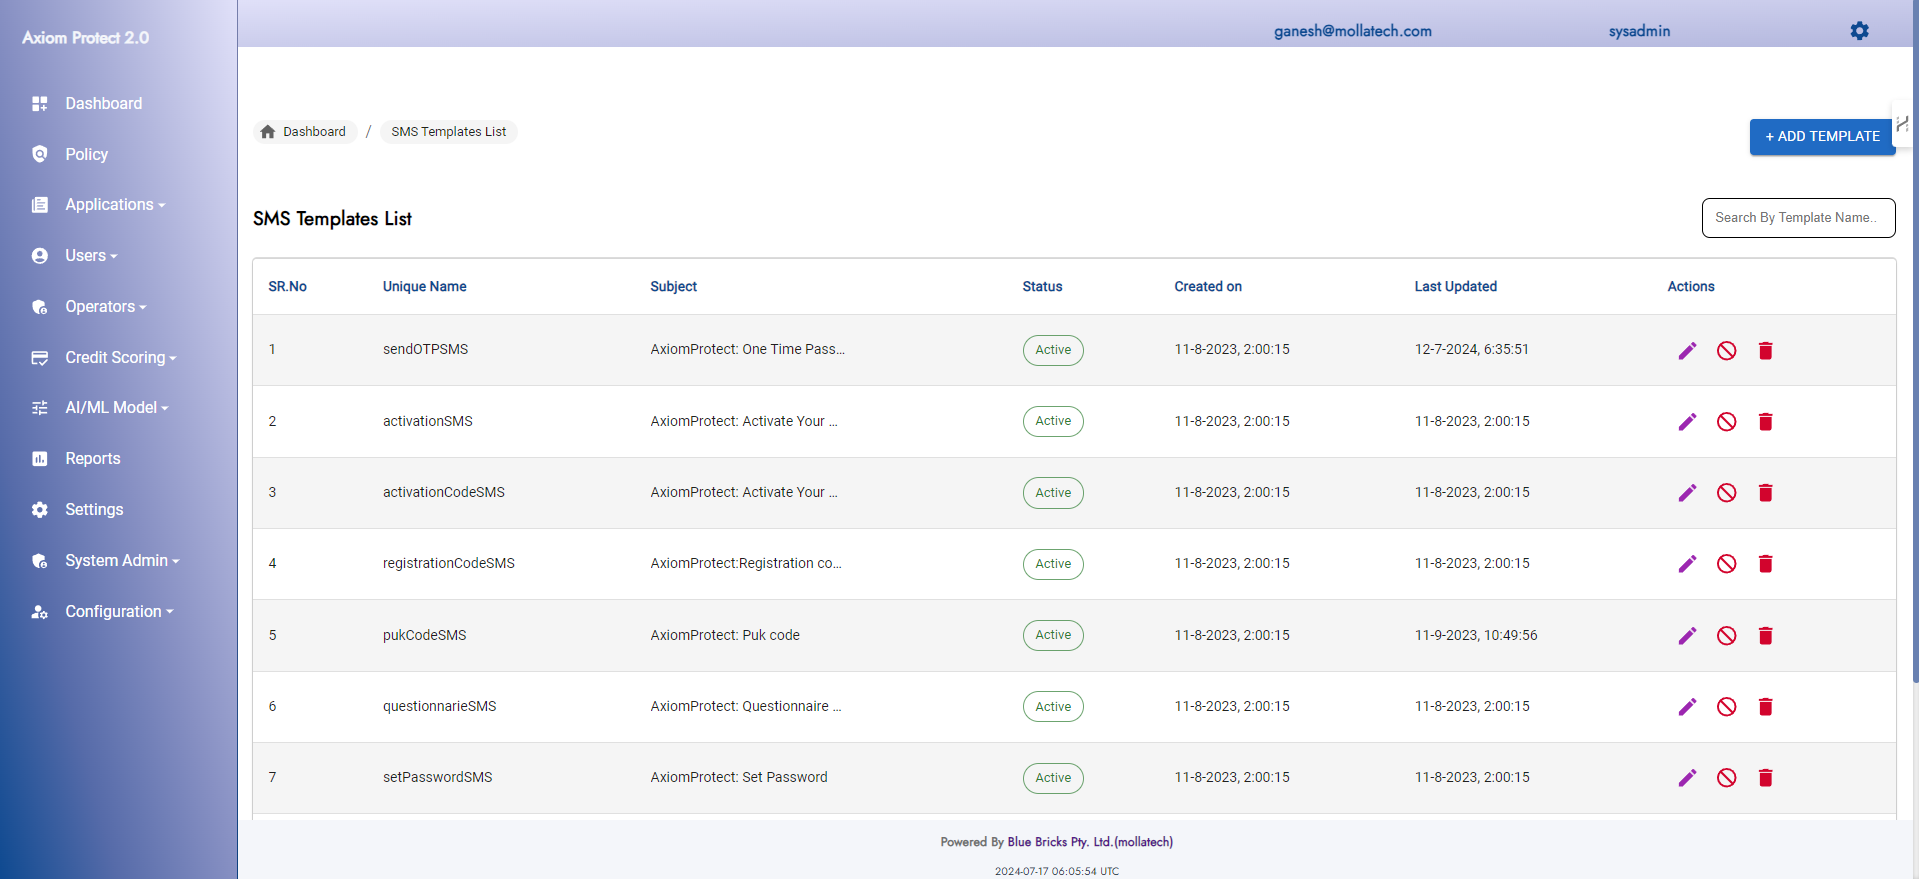 Axiom Protect 2.0
ganesh@mollatech.com sysadmin
Dashboard
Policy
Applications
Users
Operators
Credit Scoring
AI/ML Model
Reports
Settings
System Admin
Configuration
Dashboard / SMS Templates List
+ ADD TEMPLATE
SMS Templates List
Search By Template Name..
SR.No Unique Name Subject Status Created on Last Updated Actions
1 sendOTPSMS AxiomProtect: One Time Pass... Active 11-8-2023, 2:00:15 12-7-2024, 6:35:51
2 activationSMS AxiomProtect: Activate Your ... Active 11-8-2023, 2:00:15 11-8-2023, 2:00:15
3 activationCodeSMS AxiomProtect: Activate Your ... Active 11-8-2023, 2:00:15 11-8-2023, 2:00:15
4 registrationCodeSMS AxiomProtect:Registration co... Active 11-8-2023, 2:00:15 11-8-2023, 2:00:15
5 pukCodeSMS AxiomProtect: Puk code Active 11-8-2023, 2:00:15 11-9-2023, 10:49:56
6 questionnarieSMS AxiomProtect: Questionnaire ... Active 11-8-2023, 2:00:15 11-8-2023, 2:00:15
7 setPasswordSMS AxiomProtect: Set Password Active 11-8-2023, 2:00:15 11-8-2023, 2:00:15
Powered By Blue Bricks Pty. Ltd.(mollatech)
2024-07-17 06:05:54 UTC